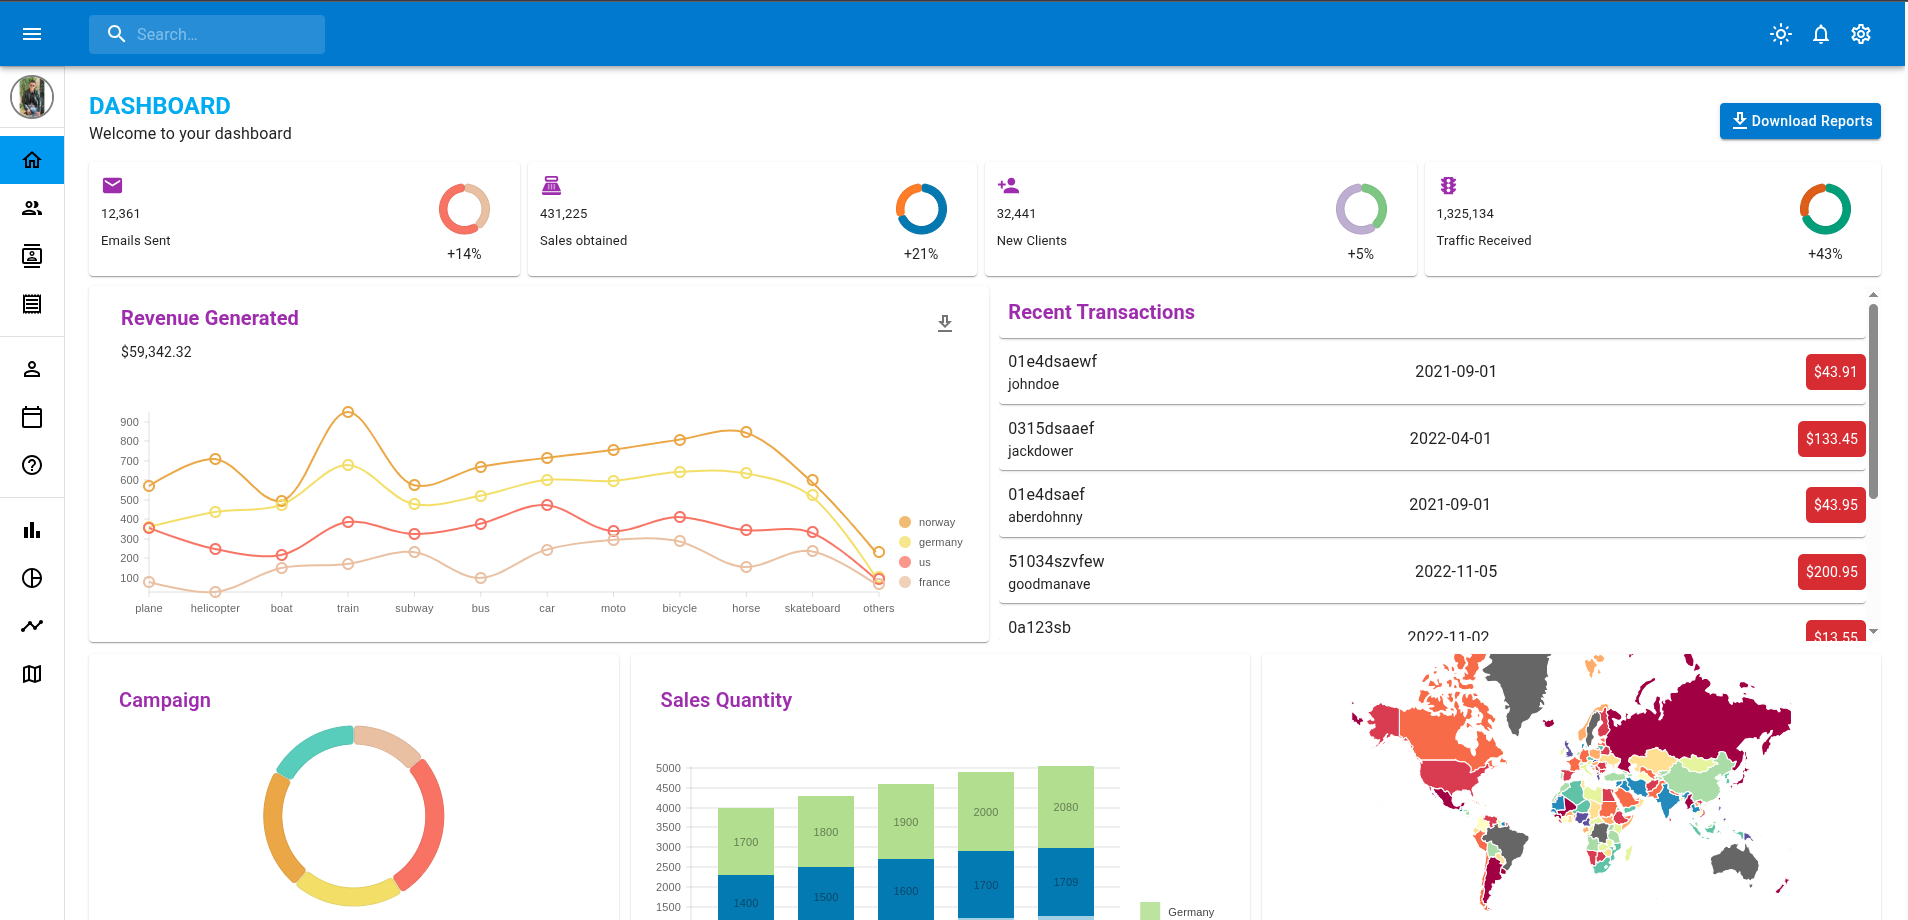 Search…
DASHBOARD
Welcome to your dashboard
Download Reports
12,361
Emails Sent
+14%
431,225
Sales obtained
+21%
32,441
New Clients
+5%
1,325,134
Traffic Received
+43%
Revenue Generated
$59,342.32
900
800
700
600
500
400
300
200
100
plane helicopter boat train subway bus car moto bicycle horse skateboard others
norway
germany
us
france
Recent Transactions
01e4dsaewf
johndoe
2021-09-01
$43.91
0315dsaaef
jackdower
2022-04-01
$133.45
01e4dsaef
aberdohnny
2021-09-01
$43.95
51034szvfew
goodmanave
2022-11-05
$200.95
0a123sb
2022-11-02
$13.55
Campaign
Sales Quantity
5000
4500
4000
3500
3000
2500
2000
1500
1700
1800
1900
2000
2080
1400
1500
1600
1700
1709
Germany